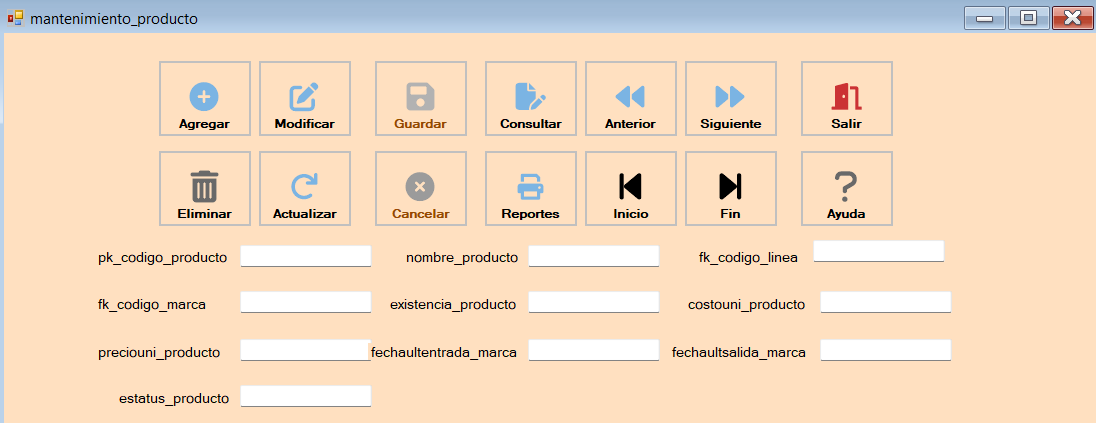 mantenimiento_producto
Agregar Modificar Guardar Consultar Anterior Siguiente Salir
Eliminar Actualizar Cancelar Reportes Inicio Fin Ayuda
pk_codigo_producto nombre_producto fk_codigo_linea
fk_codigo_marca existencia_producto costouni_producto
preciouni_producto fechaultentrada_marca fechaultsalida_marca
estatus_producto